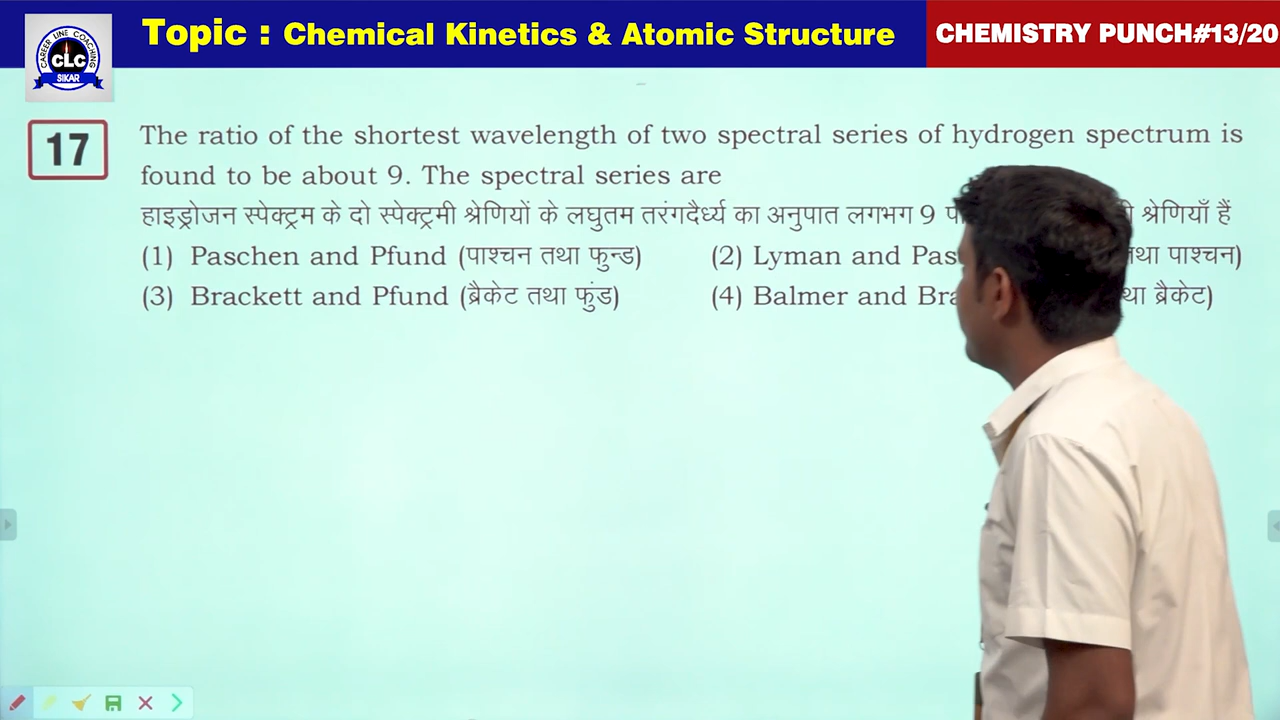 Topic : Chemical Kinetics & Atomic Structure
CHEMISTRY PUNCH#13/20
CAREER LINE COACHING
CLC
SIKAR
17
The ratio of the shortest wavelength of two spectral series of hydrogen spectrum is
found to be about 9. The spectral series are
हाइड्रोजन स्पेक्ट्रम के दो स्पेक्ट्रमी श्रेणियों के लघुतम तरंगदैर्ध्य का अनुपात लगभग 9 श्रेणियाँ हैं
(1) Paschen and Pfund (पाश्चन तथा फुन्ड)
(2) Lyman and तथा पाश्चन)
(3) Brackett and Pfund (ब्रैकेट तथा फुंड)
(4) Balmer and ब्रैकेट)